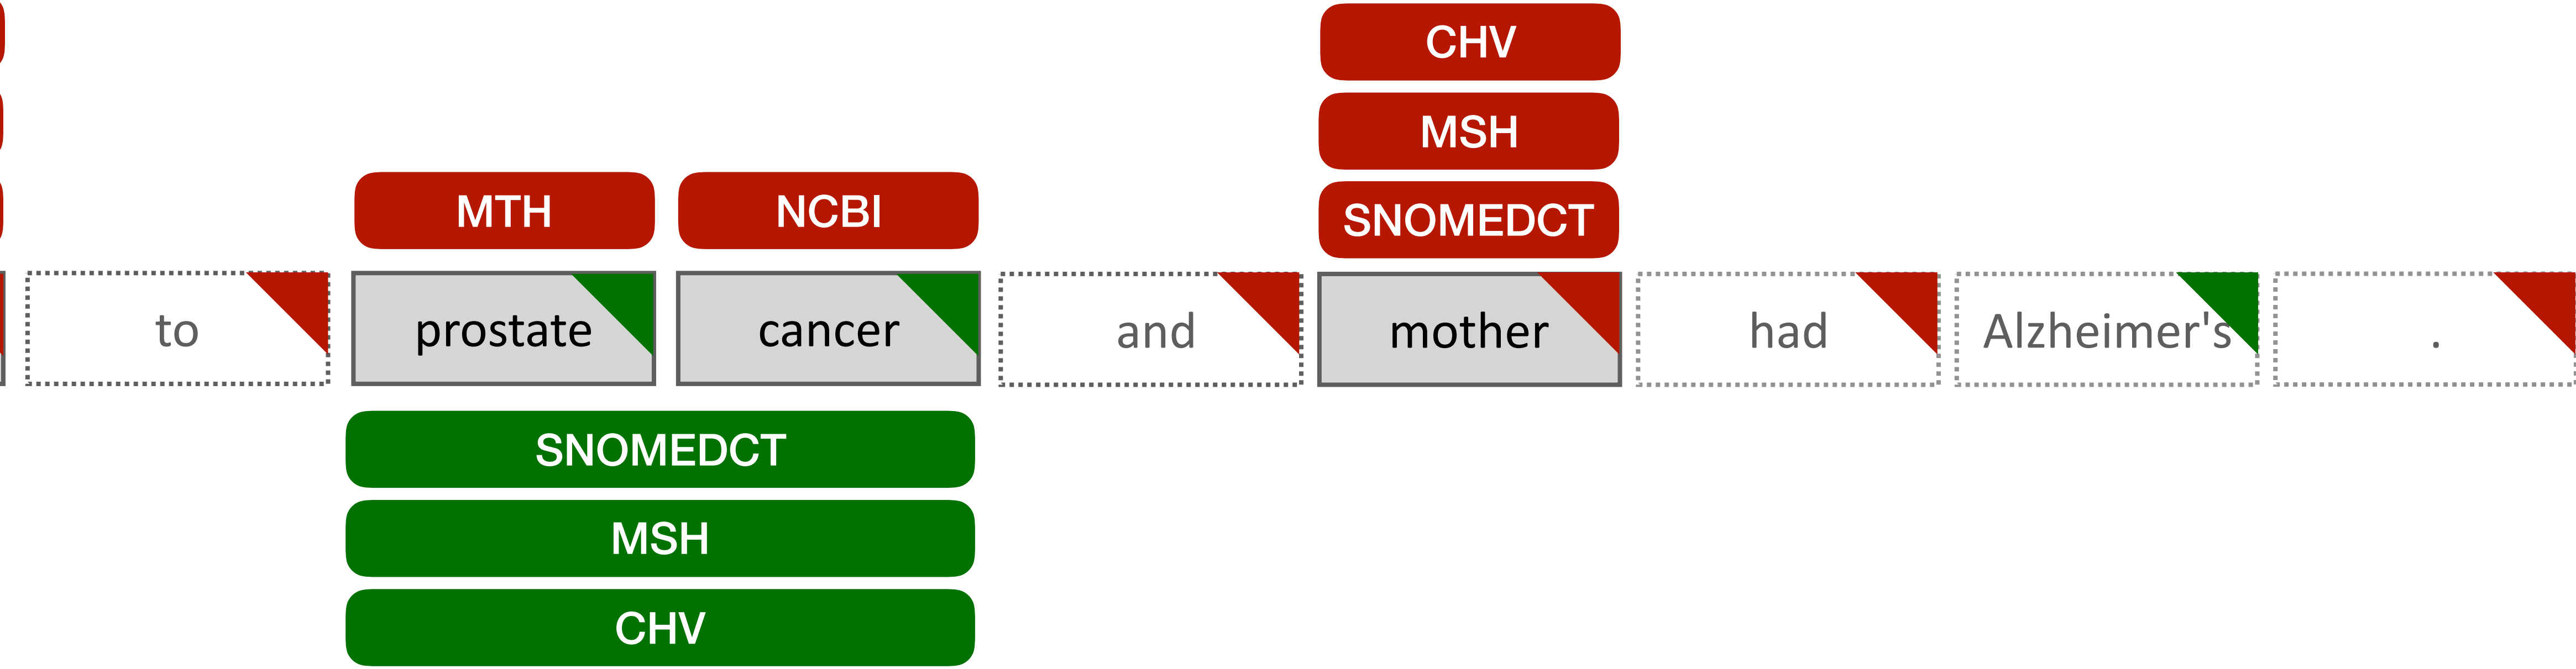 CHV
MSH
MTH NCBI SNOMEDCT
to prostate cancer and mother had Alzheimer's .
SNOMEDCT
MSH
CHV